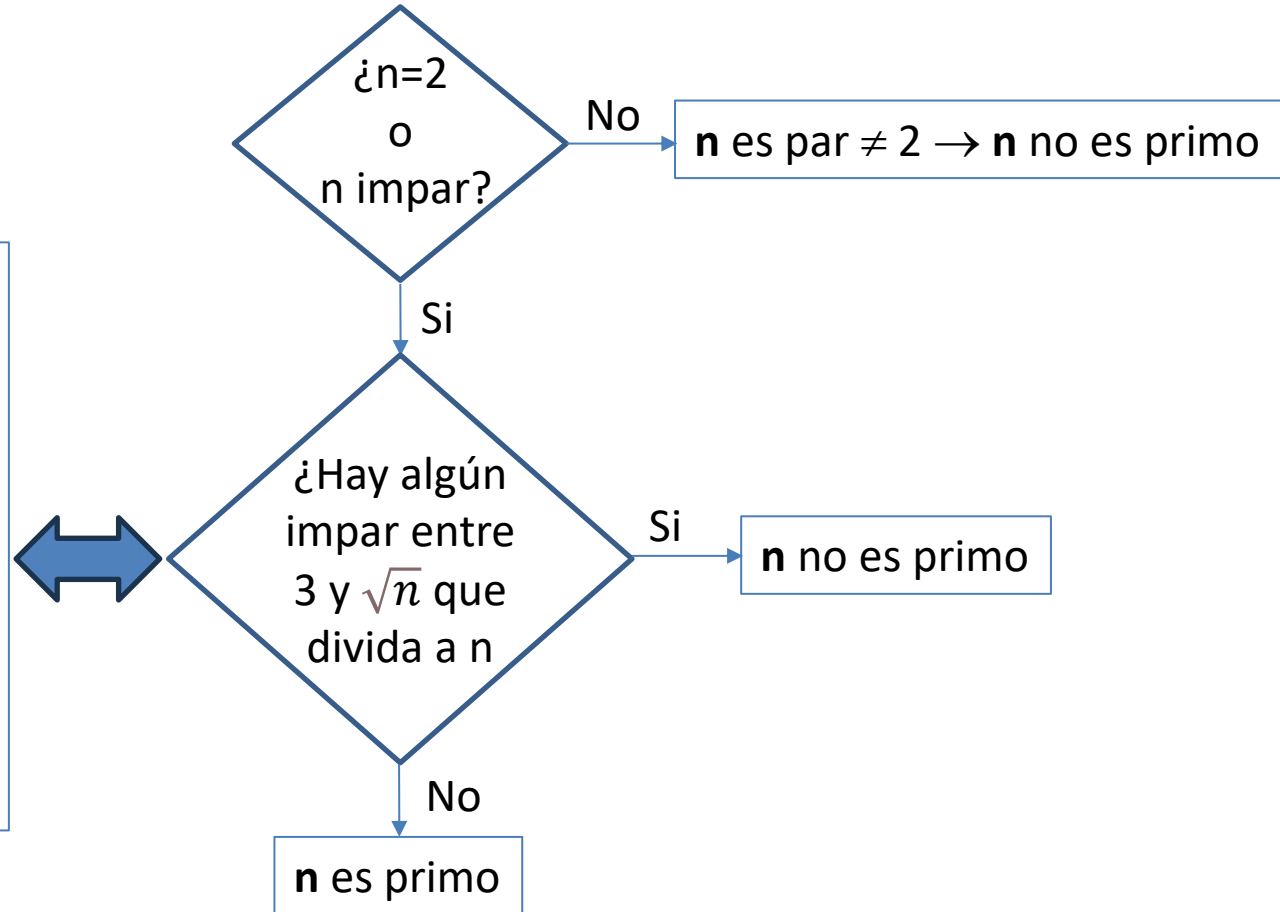 ¿n=2
o
n impar?
No
n es par ≠ 2 → n no es primo
Si
¿Hay algún
impar entre
3 y √n que
divida a n
Si
n no es primo
No
n es primo